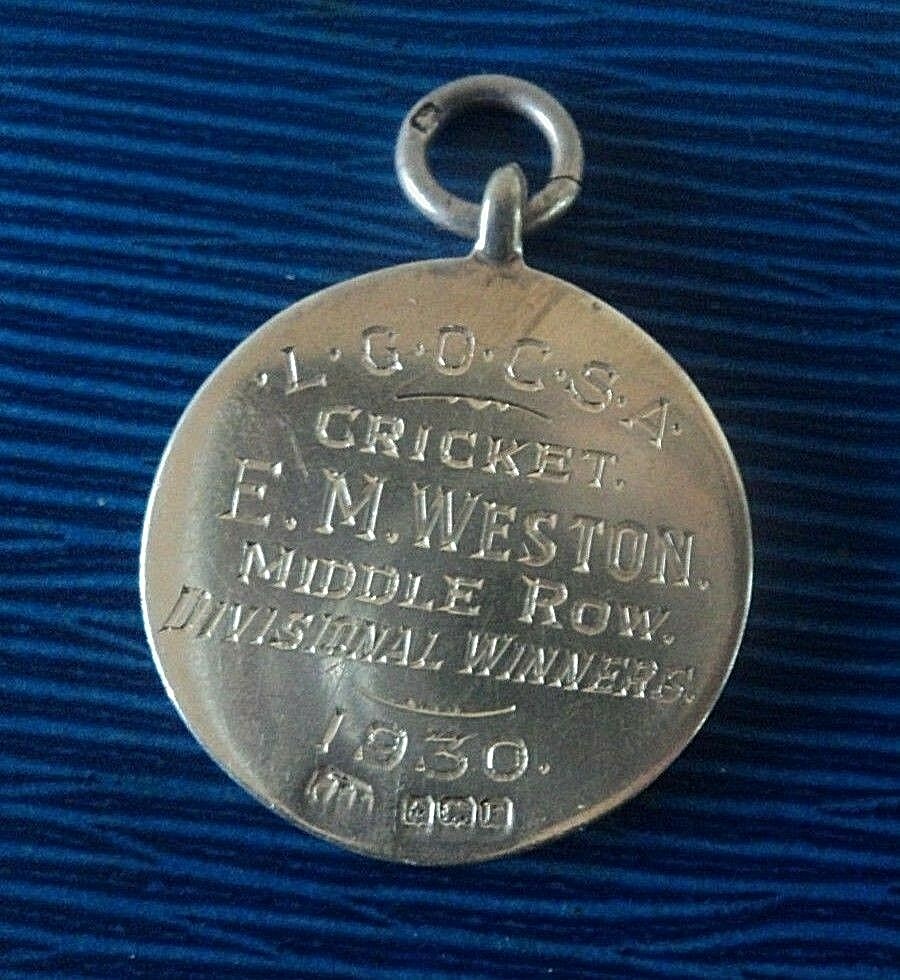 ·L·G·O·C·S·A·
CRICKET.
E.M.WESTON.
MIDDLE ROW.
DIVISIONAL WINNERS.
1930.